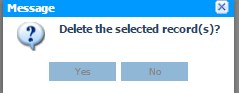 Message
Delete the selected record(s)?
Yes
No